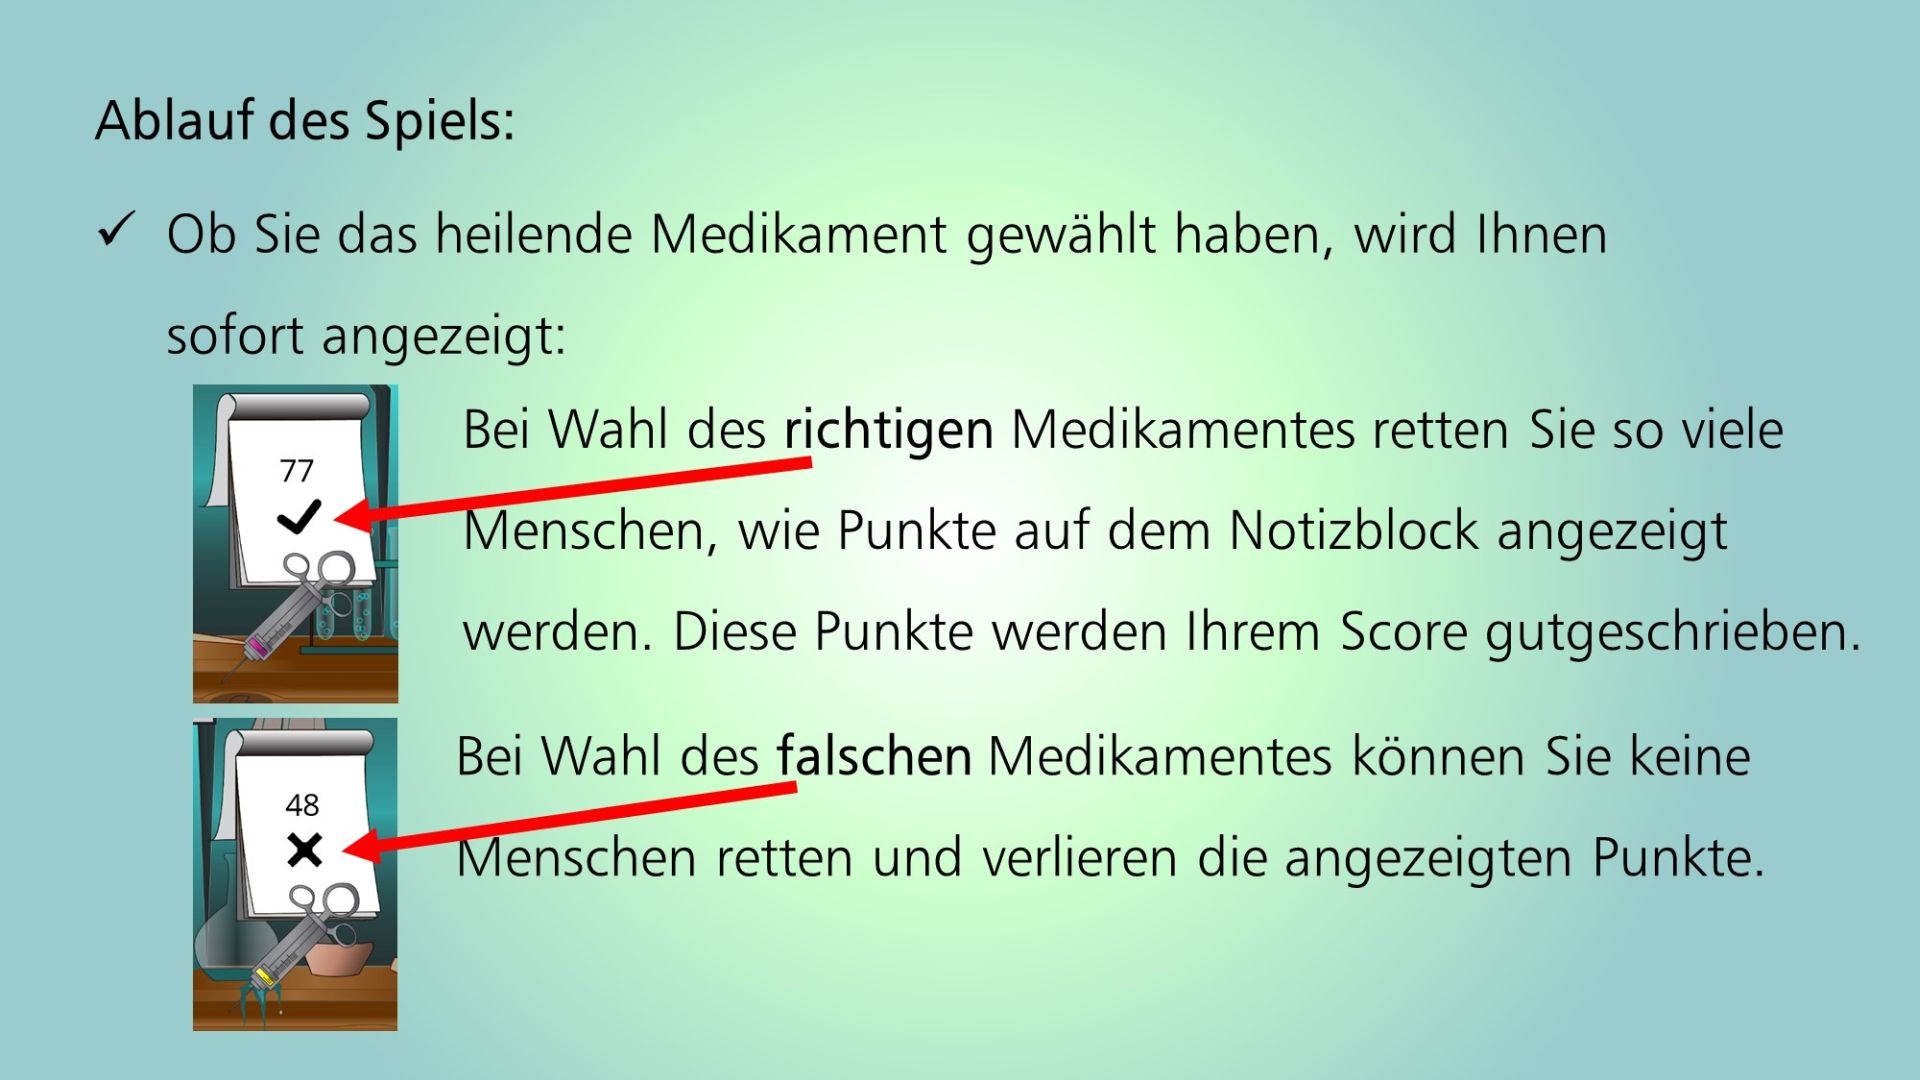 Ablauf des Spiels:
✓ Ob Sie das heilende Medikament gewählt haben, wird Ihnen
sofort angezeigt:
77
Bei Wahl des richtigen Medikamentes retten Sie so viele
Menschen, wie Punkte auf dem Notizblock angezeigt
werden. Diese Punkte werden Ihrem Score gutgeschrieben.
48
Bei Wahl des falschen Medikamentes können Sie keine
Menschen retten und verlieren die angezeigten Punkte.